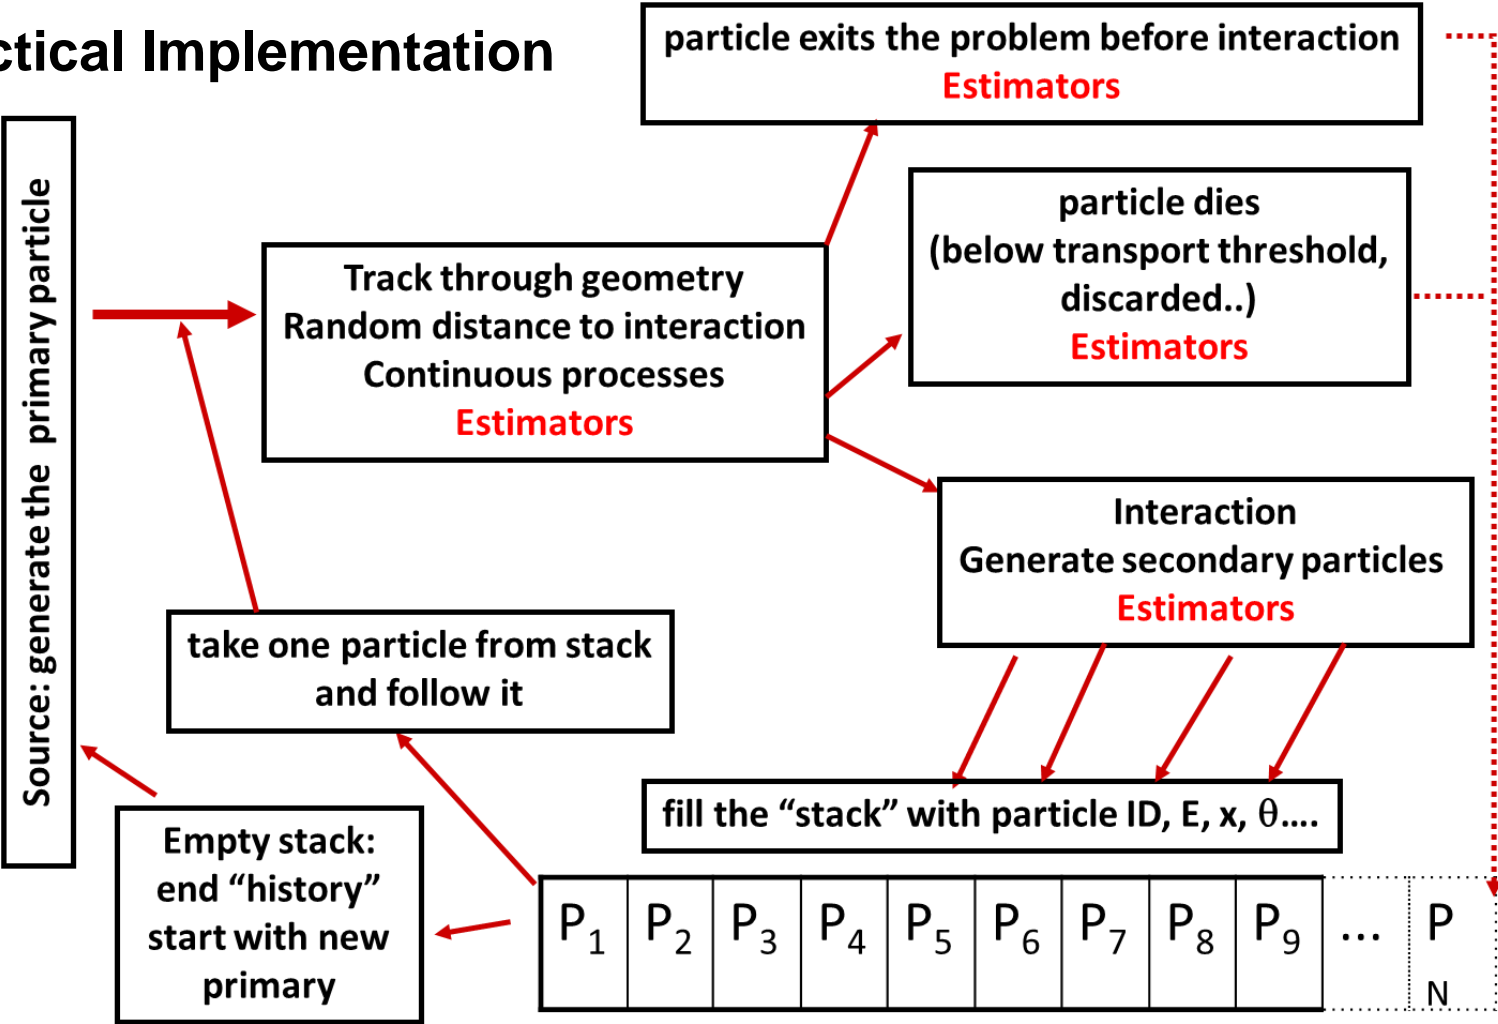 ctical Implementation
particle exits the problem before interaction
Estimators
particle dies
(below transport threshold,
discarded..)
Estimators
Source: generate the primary particle
Track through geometry
Random distance to interaction
Continuous processes
Estimators
Interaction
Generate secondary particles
Estimators
take one particle from stack
and follow it
fill the “stack” with particle ID, E, x, θ....
Empty stack:
end “history”
start with new
primary
P1 P2 P3 P4 P5 P6 P7 P8 P9 ... P
N